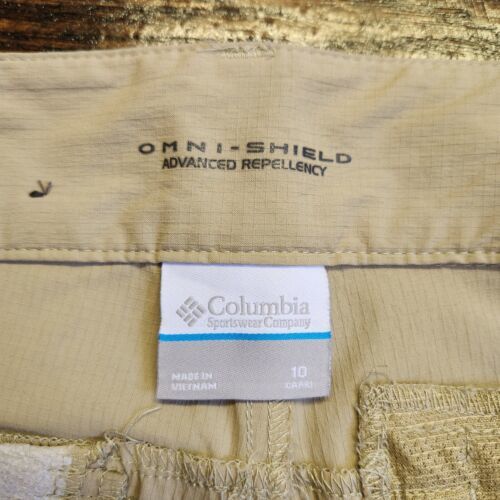 OMNI-SHIELD
ADVANCED REPELLENCY
Columbia
Sportswear Company
MADE IN
VIETNAM
10
CAPRI